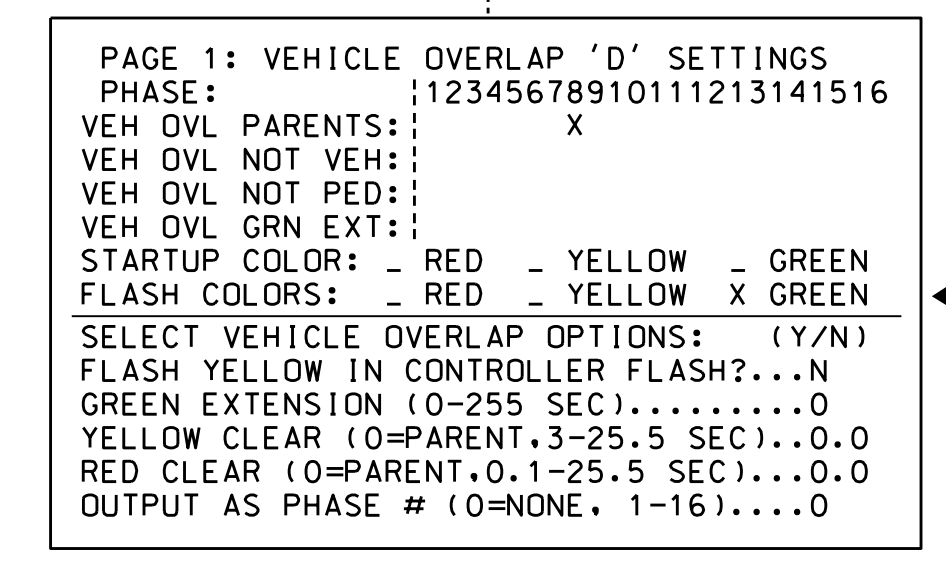 PAGE 1: VEHICLE OVERLAP 'D' SETTINGS
PHASE: ¦12345678910111213141516
VEH OVL PARENTS:¦ X
VEH OVL NOT VEH:¦
VEH OVL NOT PED:¦
VEH OVL GRN EXT:¦
STARTUP COLOR: _ RED _ YELLOW _ GREEN
FLASH COLORS: _ RED _ YELLOW X GREEN
SELECT VEHICLE OVERLAP OPTIONS: (Y/N)
FLASH YELLOW IN CONTROLLER FLASH?...N
GREEN EXTENSION (0-255 SEC).........0
YELLOW CLEAR (0=PARENT,3-25.5 SEC)..0.0
RED CLEAR (0=PARENT,0.1-25.5 SEC)...0.0
OUTPUT AS PHASE # (0=NONE, 1-16)....0